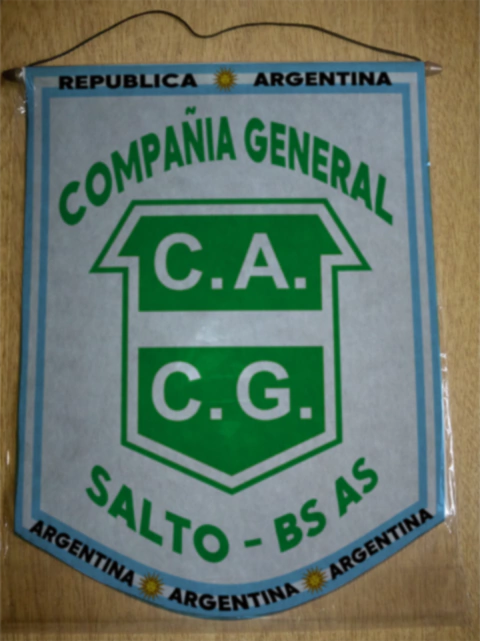 REPUBLICA ARGENTINA
COMPAÑIA GENERAL
C.A.
C.G.
SALTO - BS AS
ARGENTINA ARGENTINA ARGENTINA